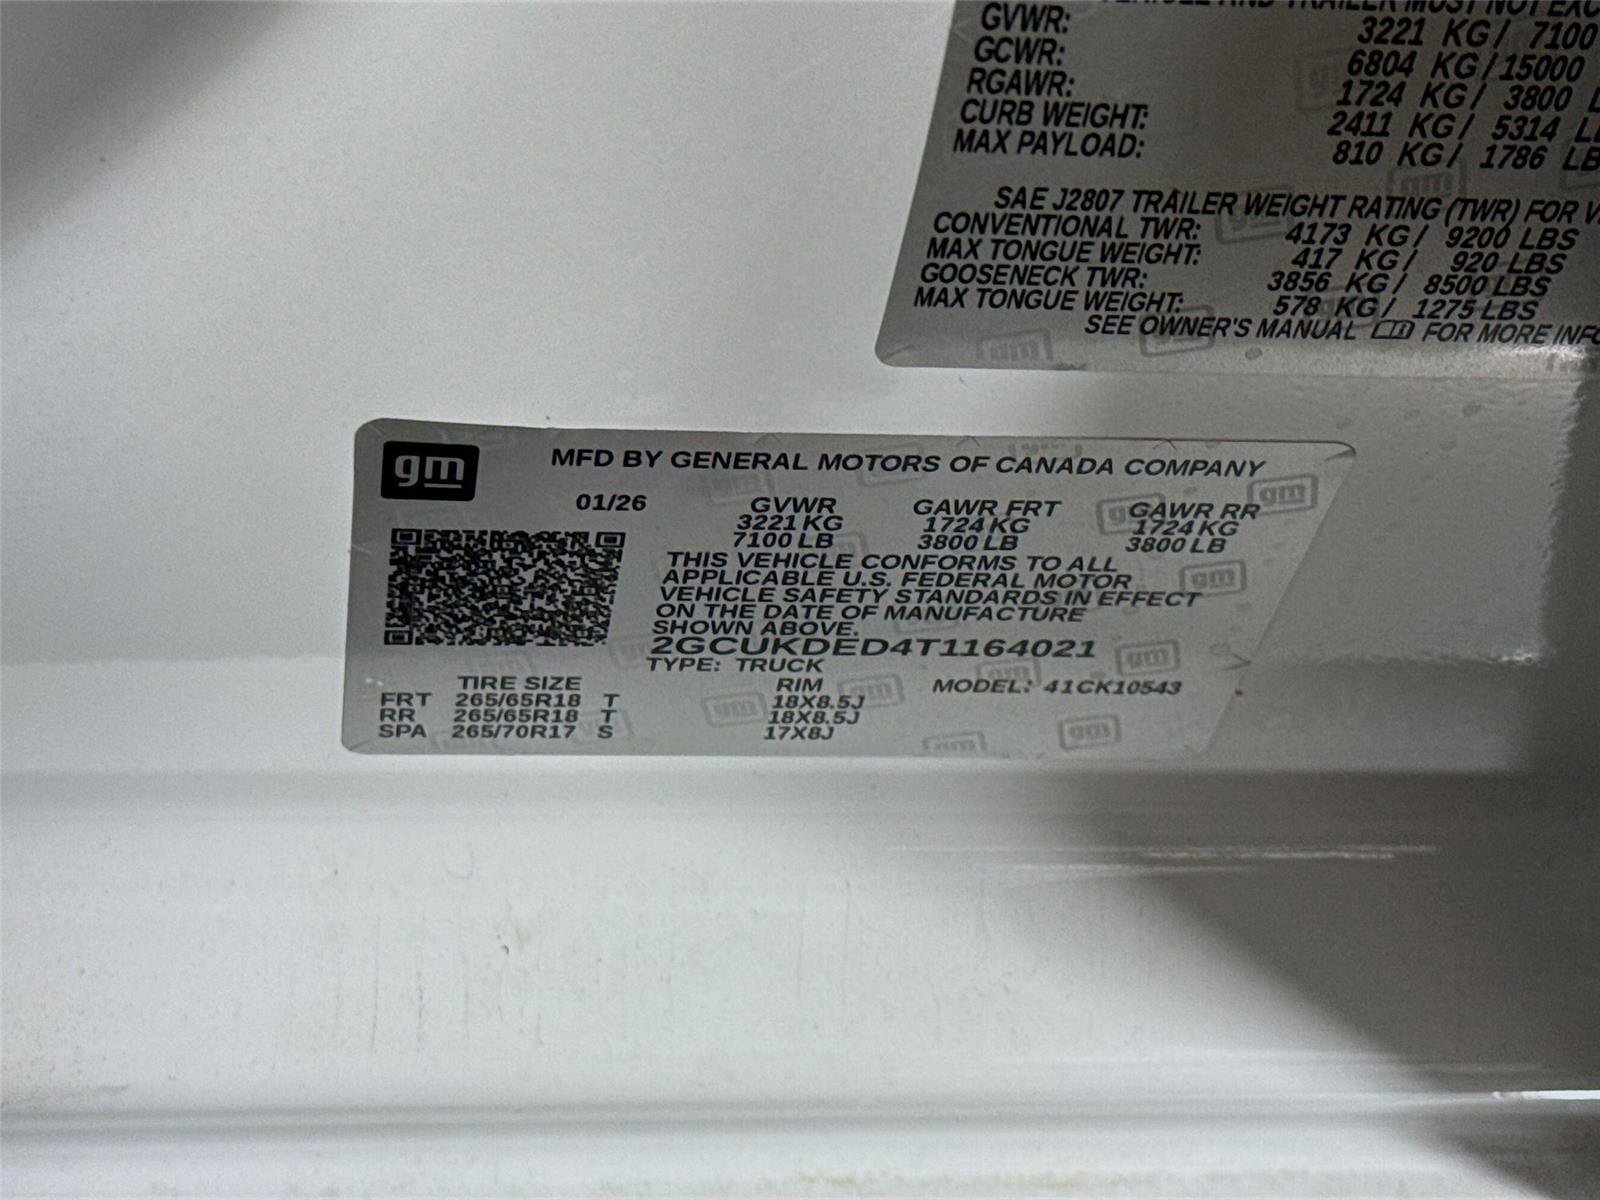 GVWR: 3221 KG/ 7100
GCWR: 6804 KG/ 15000
RGAWR: 1724 KG/ 3800
CURB WEIGHT: 2411 KG/ 5314
MAX PAYLOAD: 810 KG/ 1786 LB
SAE J2807 TRAILER WEIGHT RATING (TWR) FOR
CONVENTIONAL TWR: 4173 KG/ 9200 LBS
MAX TONGUE WEIGHT: 417 KG/ 920 LBS
GOOSENECK TWR: 3856 KG/ 8500 LBS
MAX TONGUE WEIGHT: 578 KG/ 1275 LBS
SEE OWNER'S MANUAL FOR MORE INFO
gm
MFD BY GENERAL MOTORS OF CANADA COMPANY
01/26 GVWR GAWR FRT GAWR RR
3221 KG 1724 KG 1724 KG
7100 LB 3800 LB 3800 LB
THIS VEHICLE CONFORMS TO ALL
APPLICABLE U.S. FEDERAL MOTOR
VEHICLE SAFETY STANDARDS IN EFFECT
ON THE DATE OF MANUFACTURE
SHOWN ABOVE.
2GCUKDED4T1164021
TYPE: TRUCK
TIRE SIZE RIM MODEL: 41CK10543
FRT 265/65R18 T 18X8.5J
RR 265/65R18 T 18X8.5J
SPA 265/70R17 S 17X8J